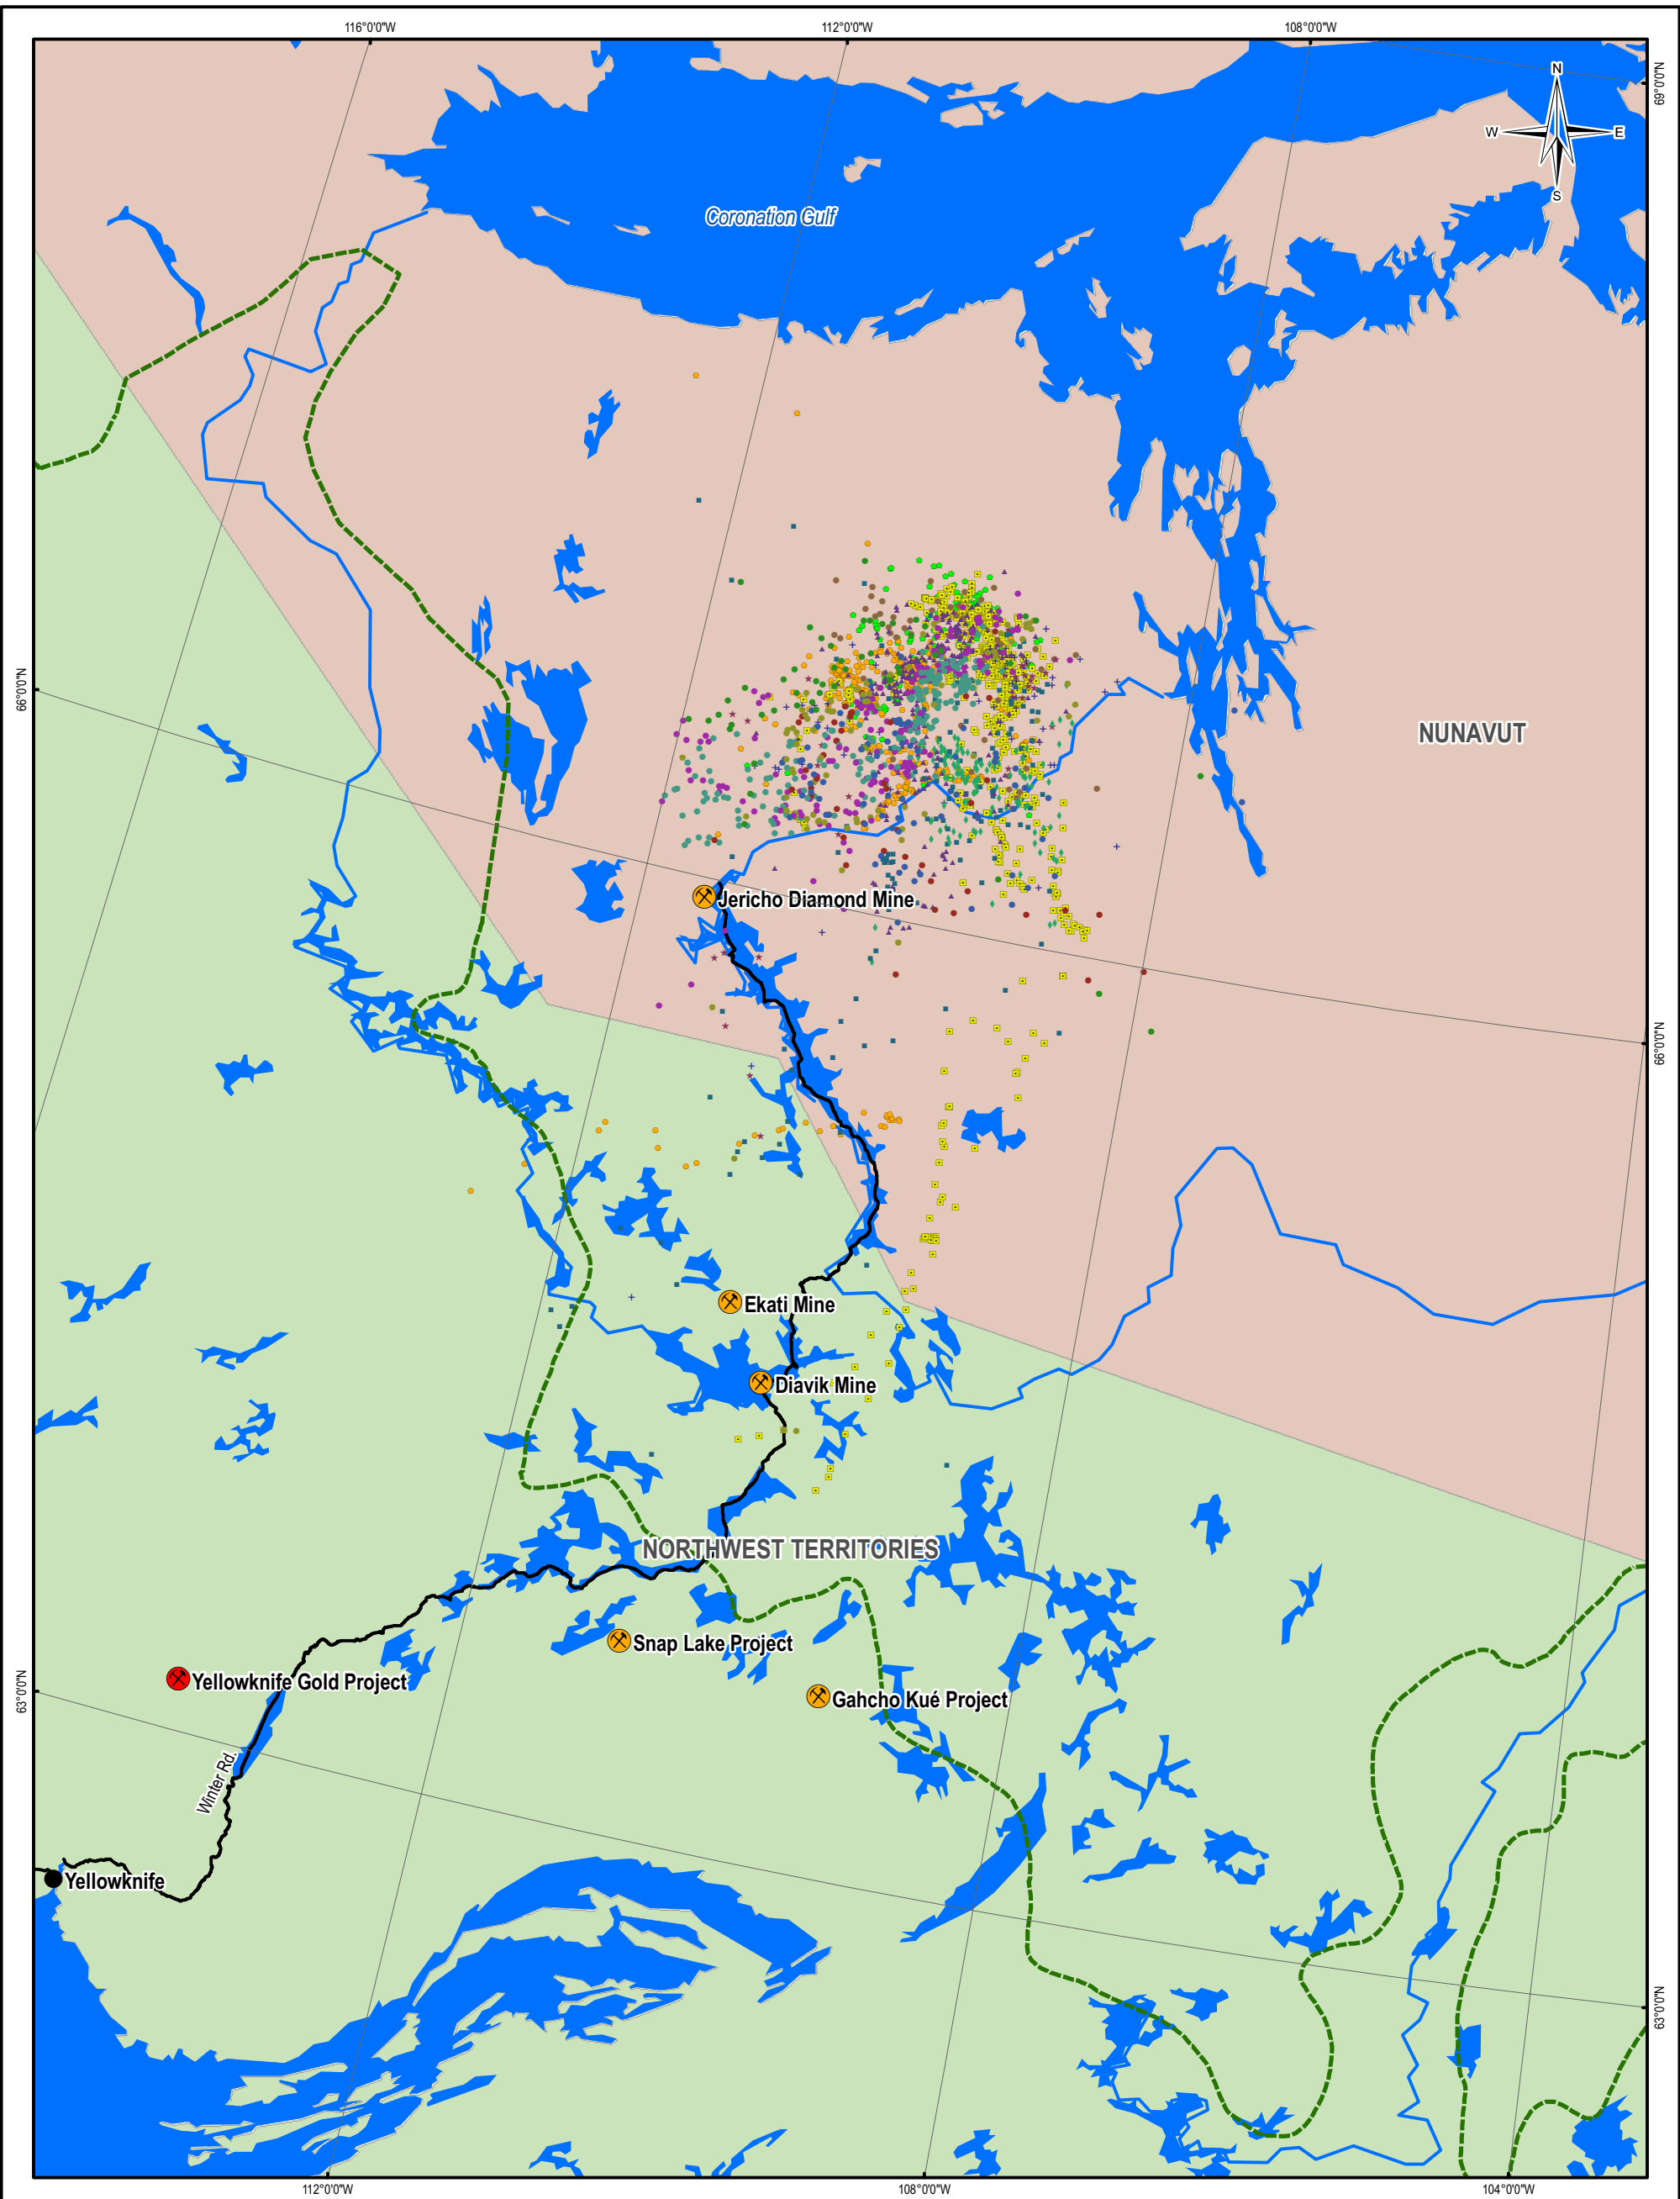 116°0'0"W
112°0'0"W
108°0'0"W
69°0'0"N
N
W
E
S
Coronation Gulf
66°0'0"N
NUNAVUT
Jericho Diamond Mine
66°0'0"N
Ekati Mine
Diavik Mine
NORTHWEST TERRITORIES
Snap Lake Project
63°0'0"N
Yellowknife Gold Project
Gahcho Kué Project
Winter Rd.
Yellowknife
63°0'0"N
112°0'0"W
108°0'0"W
104°0'0"W